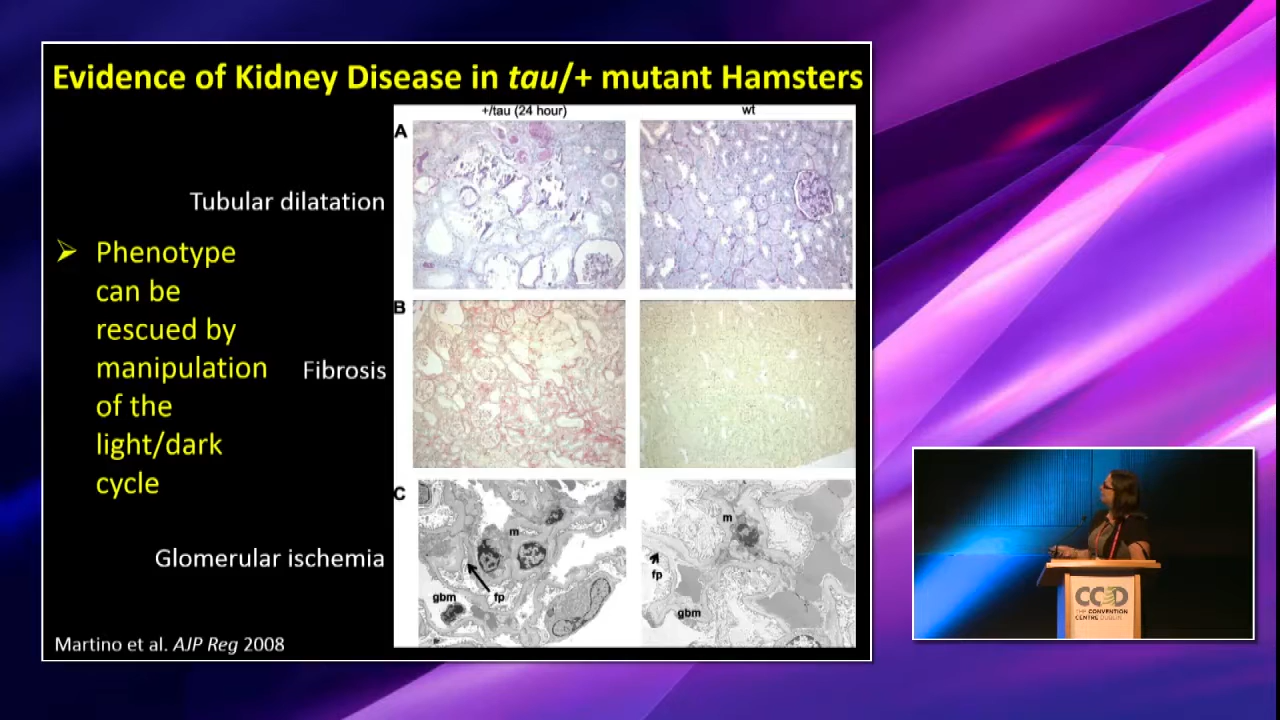 Evidence of Kidney Disease in tau/+ mutant Hamsters
+/tau (24 hour)
wt
A
Tubular dilatation
➢ Phenotype
can be
rescued by
manipulation
of the
light/dark
cycle
B
Fibrosis
C
m
fp
gbm
m
fp
gbm
Glomerular ischemia
Martino et al. AJP Reg 2008
CCD
THE CONVENTION
CENTRE DUBLIN